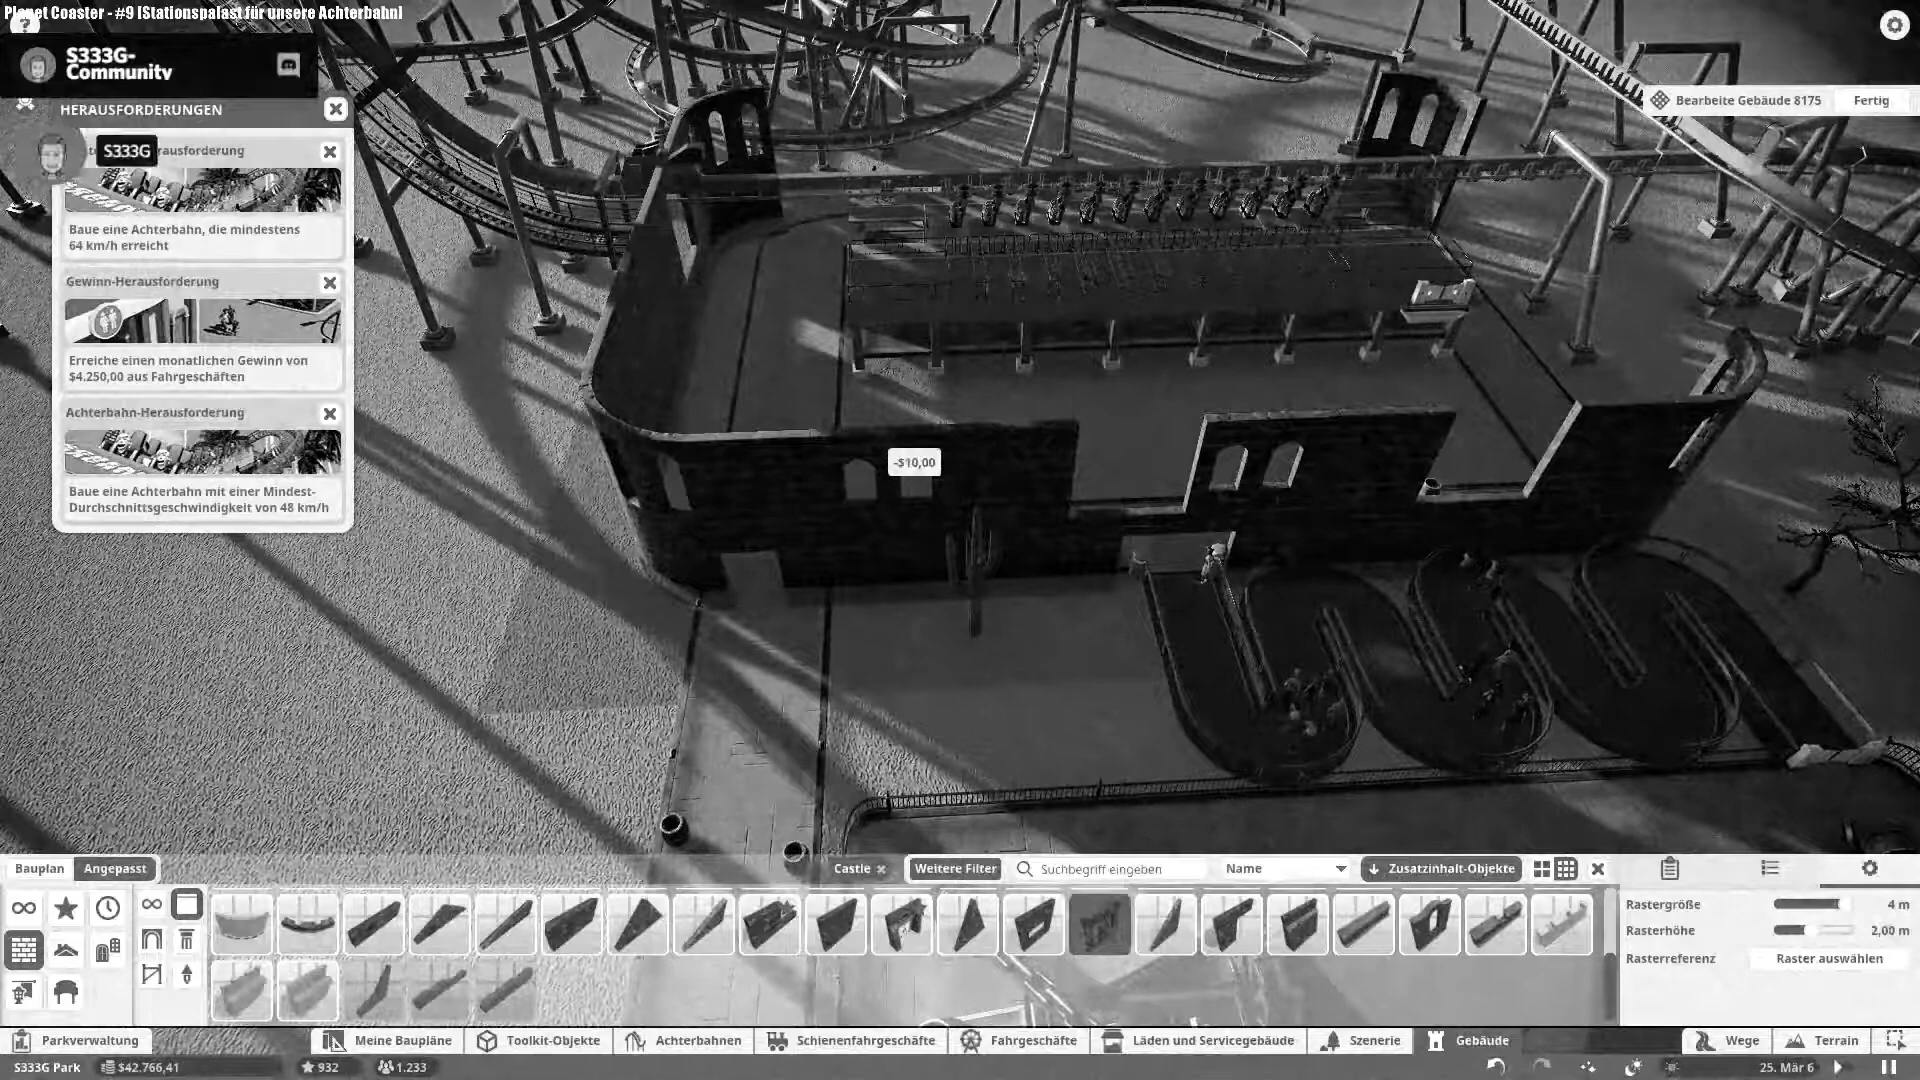 Planet Coaster - #9 [Stationspalast für unsere Achterbahn]
S333G-
Community
HERAUSFORDERUNGEN
S333G
rausforderung
Baue eine Achterbahn, die mindestens
64 km/h erreicht
Gewinn-Herausforderung
Erreiche einen monatlichen Gewinn von
$4.250,00 aus Fahrgeschäften
Achterbahn-Herausforderung
Baue eine Achterbahn mit einer Mindest-
Durchschnittsgeschwindigkeit von 48 km/h
Bearbeite Gebäude 8175
Fertig
-$10,00
Bauplan
Angepasst
Castle
Weitere Filter
Suchbegriff eingeben
Name
Zusatzinhalt-Objekte
Rastergröße
4 m
Rasterhöhe
2,00 m
Rasterreferenz
Raster auswählen
Parkverwaltung
Meine Baupläne
Toolkit-Objekte
Achterbahnen
Schienenfahrgeschäfte
Fahrgeschäfte
Läden und Servicegebäude
Szenerie
Gebäude
Wege
Terrain
S333G Park
$42.766,41
932
1.233
25. Mär 6